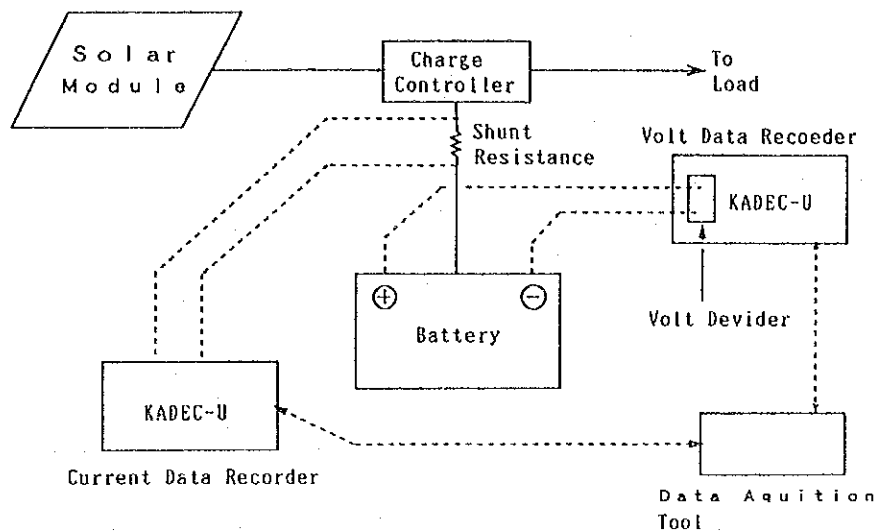 Solar
Module
Charge
Controller
To
Load
Shunt
Resistance
Volt Data Recoeder
KADEC-U
Volt Devider
+
-
Battery
KADEC-U
Current Data Recorder
Data Aquition
Tool